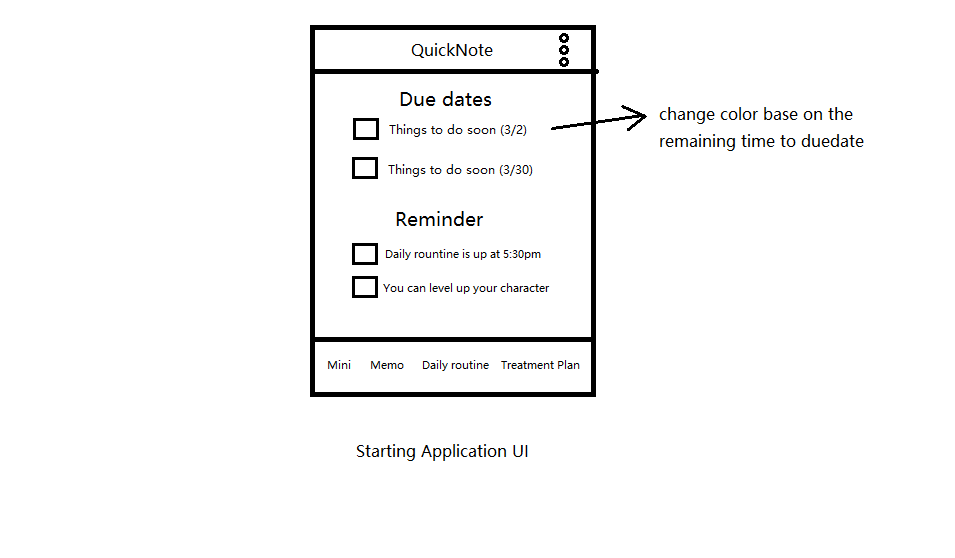 QuickNote
Due dates
Things to do soon (3/2)
change color base on the
remaining time to duedate
Things to do soon (3/30)
Reminder
Daily rountine is up at 5:30pm
You can level up your character
Mini Memo Daily routine Treatment Plan
Starting Application UI